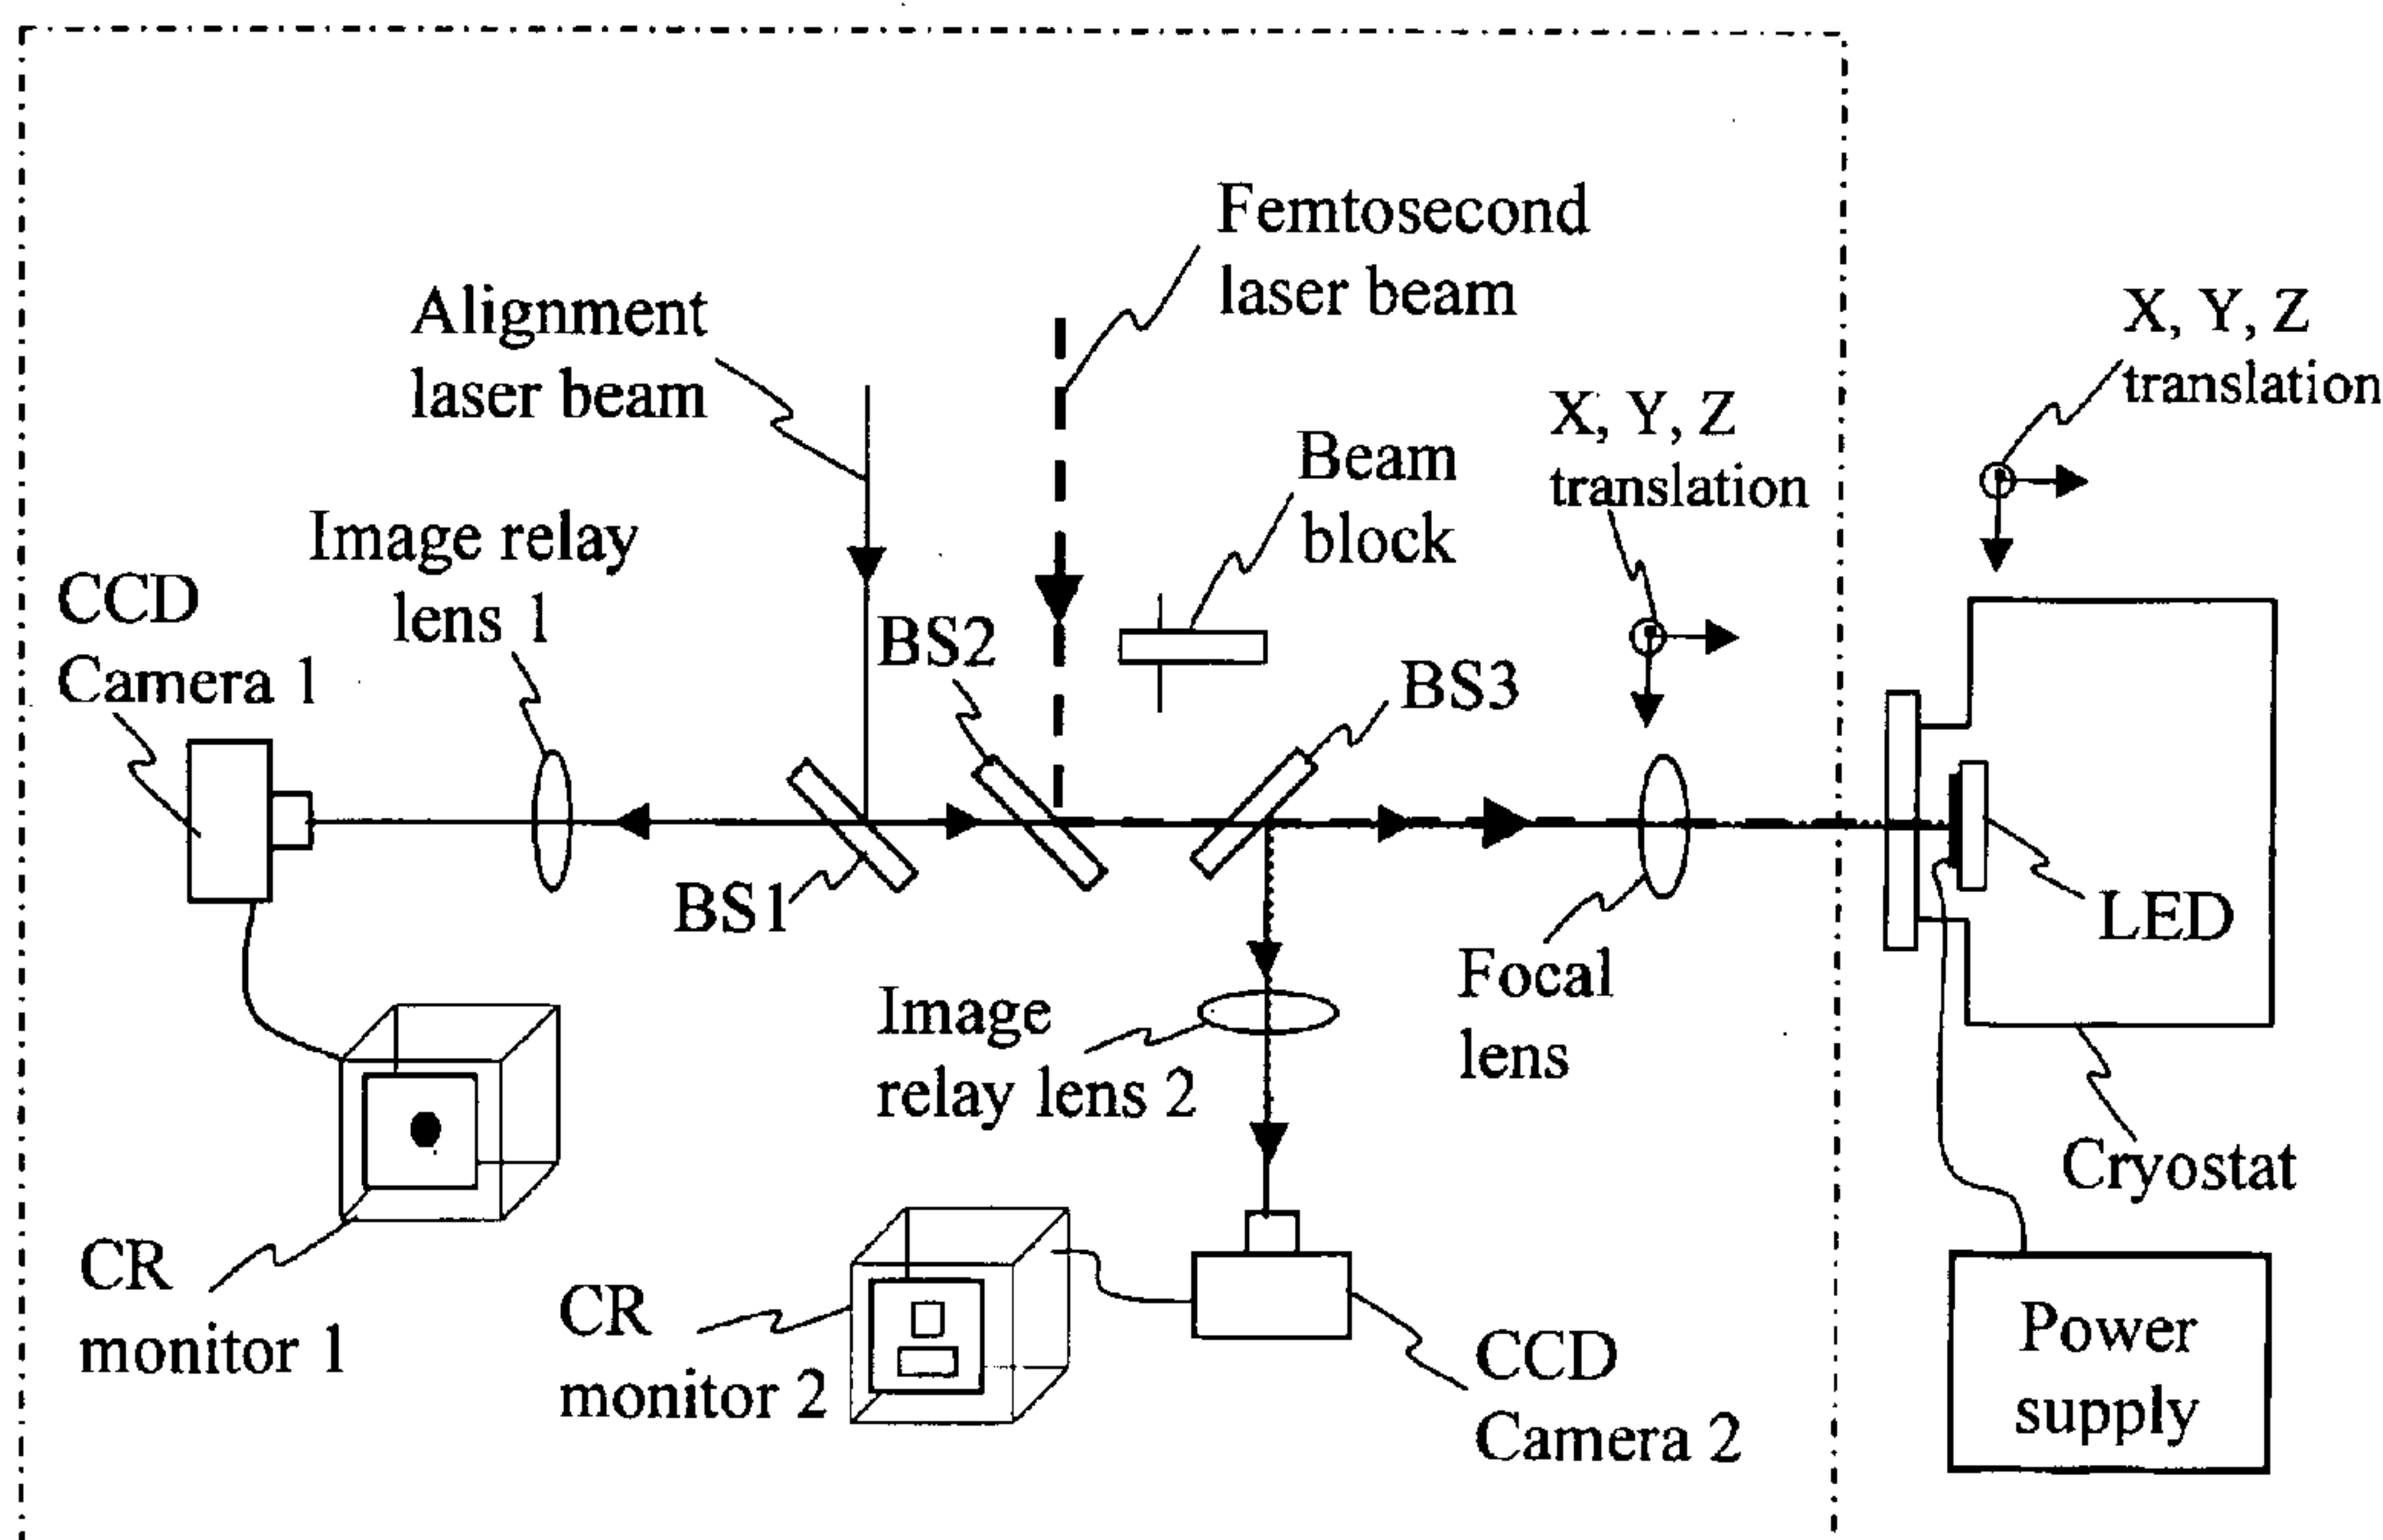 Femtosecond
laser beam
Alignment
laser beam
X, Y, Z
translation
X, Y, Z
translation
Beam
block
Image relay
lens 1
CCD
Camera 1
BS2
BS3
BS1
LED
Focal
lens
Image
relay lens 2
Cryostat
CR
monitor 1
CR
monitor 2
CCD
Camera 2
Power
supply